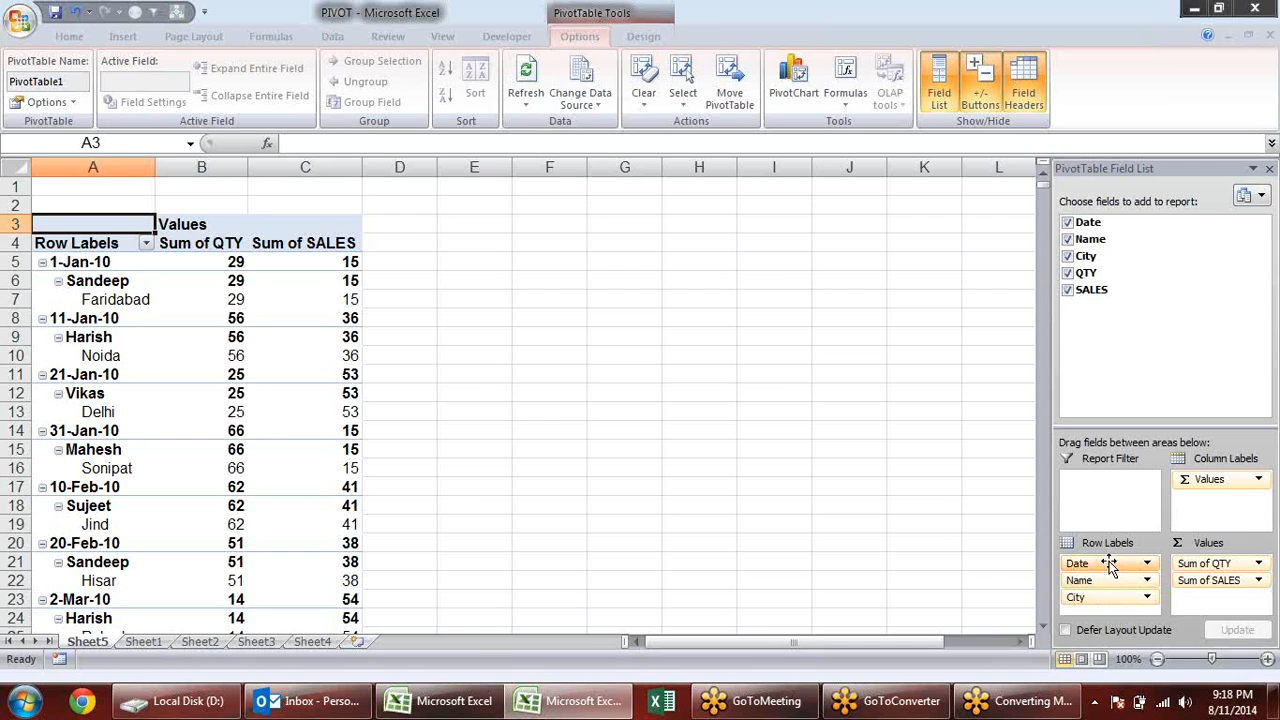 PIVOT - Microsoft Excel
PivotTable Tools
Home Insert Page Layout Formulas Data Review View Developer Options Design
PivotTable Name:
PivotTable1
Options
PivotTable
Active Field:
Field Settings
Expand Entire Field
Collapse Entire Field
Active Field
Group Selection
Ungroup
Group Field
Group
Sort
Sort
Refresh
Change Data Source
Data
Clear
Select
Move PivotTable
Actions
PivotChart
Formulas
OLAP tools
Tools
Field List
+/- Buttons
Field Headers
Show/Hide
A3
fx
A B C D E F G H I J K L
1
2
3 Values
4 Row Labels Sum of QTY Sum of SALES
5 1-Jan-10 29 15
6 Sandeep 29 15
7 Faridabad 29 15
8 11-Jan-10 56 36
9 Harish 56 36
10 Noida 56 36
11 21-Jan-10 25 53
12 Vikas 25 53
13 Delhi 25 53
14 31-Jan-10 66 15
15 Mahesh 66 15
16 Sonipat 66 15
17 10-Feb-10 62 41
18 Sujeet 62 41
19 Jind 62 41
20 20-Feb-10 51 38
21 Sandeep 51 38
22 Hisar 51 38
23 2-Mar-10 14 54
24 Harish 14 54
PivotTable Field List
Choose fields to add to report:
Date
Name
City
QTY
SALES
Drag fields between areas below:
Report Filter
Column Labels
Σ Values
Row Labels
Σ Values
Date
Name
City
Sum of QTY
Sum of SALES
Defer Layout Update
Update
Sheet5 Sheet1 Sheet2 Sheet3 Sheet4
Ready
100%
Local Disk (D:)
Inbox - Perso...
Microsoft Excel
Microsoft Exc...
GoToMeeting
GoToConverter
Converting M...
9:18 PM
8/11/2014